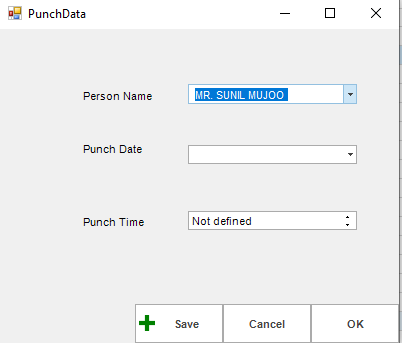 PunchData
Person Name MR. SUNIL MUJOO
Punch Date
Punch Time Not defined
Save Cancel OK